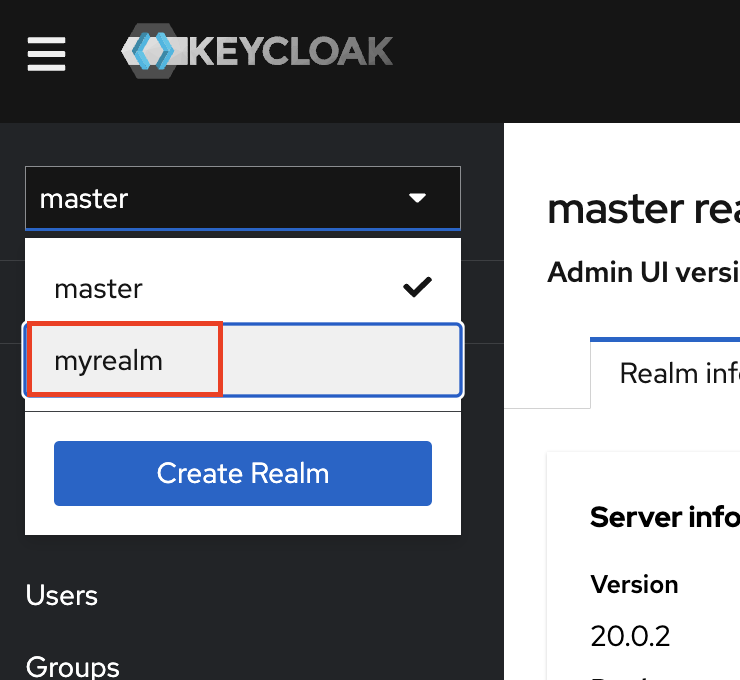 KEYCLOAK
master
master
myrealm
Create Realm
Users
Groups
master rea
Admin UI versi
Realm info
Server info
Version
20.0.2